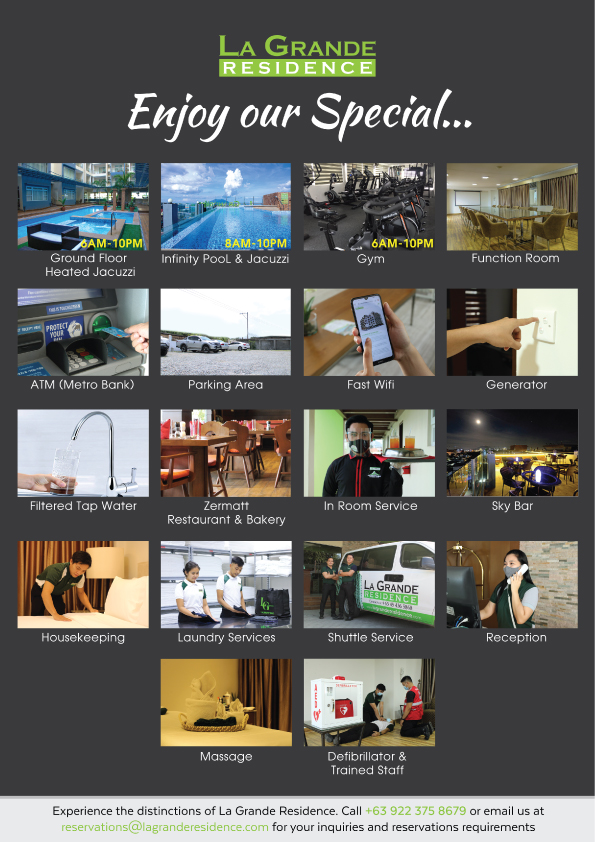 LA GRANDE
RESIDENCE
Enjoy our Special...
6AM-10PM
8AM-10PM
6AM-10PM
Ground Floor
Heated Jacuzzi
Infinity PooL & Jacuzzi
Gym
Function Room
PROTECT
YOUR
ATM (Metro Bank)
Parking Area
Fast Wifi
Generator
Filtered Tap Water
Zermatt
Restaurant & Bakery
In Room Service
Sky Bar
LA GRANDE
RESIDENCE
Housekeeping
Laundry Services
Shuttle Service
Reception
AED
Massage
Defibrillator &
Trained Staff
Experience the distinctions of La Grande Residence. Call +63 922 375 8679 or email us at
reservations@lagranderesidence.com for your inquiries and reservations requirements